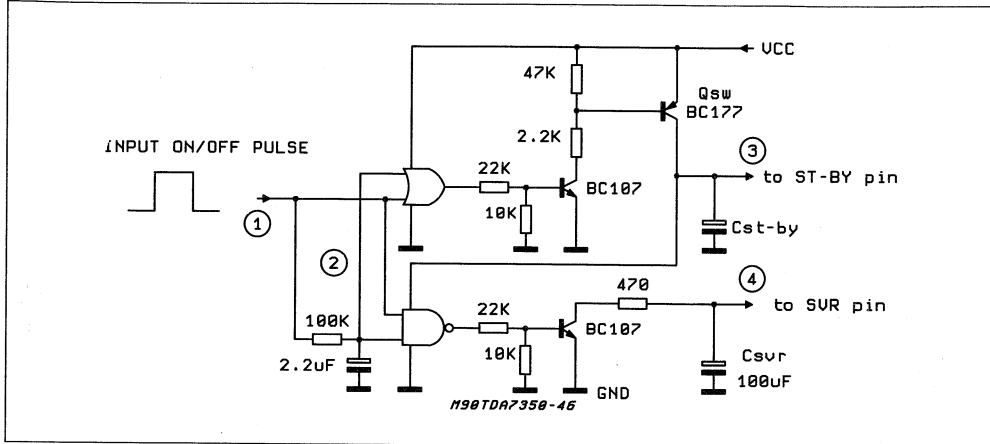 VCC
47K
Qsw
BC177
2.2K
iNPUT ON/OFF PULSE
3
22K
to ST-BY pin
BC107
10K
1
Cst-by
2
4
470
22K
to SVR pin
100K
BC107
10K
2.2uF
Csvr
100uF
GND
M90TDA7350-46